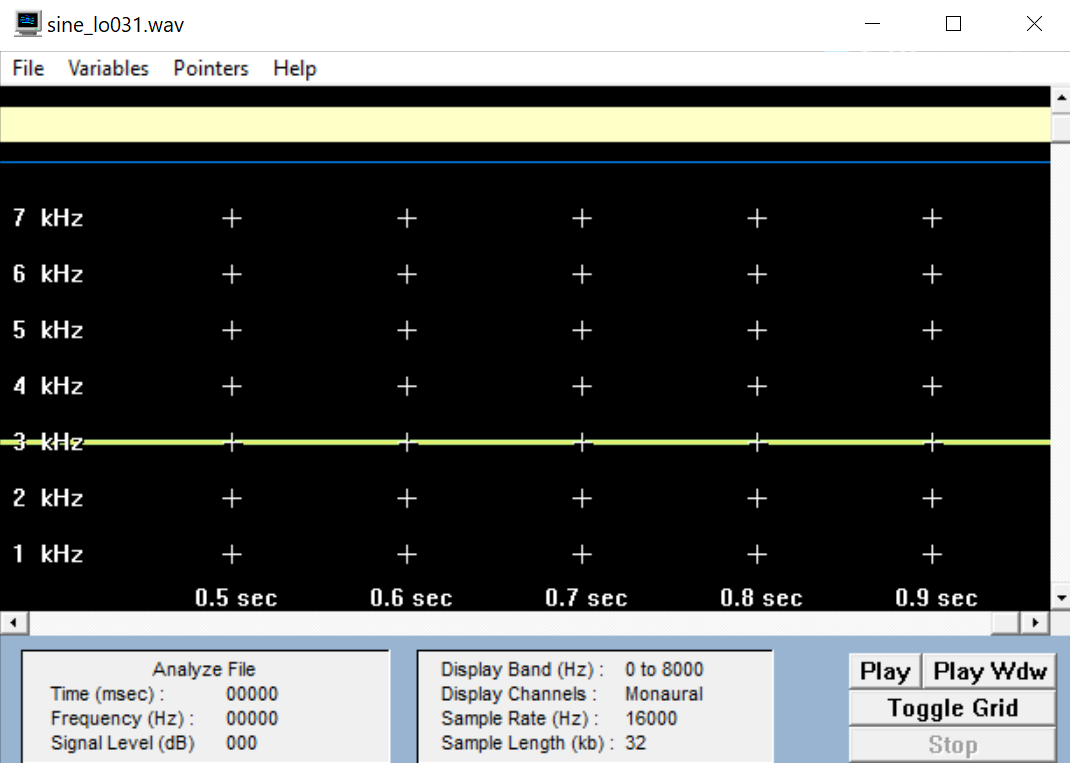 sine_lo031.wav
File Variables Pointers Help
7 kHz
6 kHz
5 kHz
4 kHz
3 kHz
2 kHz
1 kHz
0.5 sec 0.6 sec 0.7 sec 0.8 sec 0.9 sec
Analyze File
Time (msec) : 00000
Frequency (Hz) : 00000
Signal Level (dB) 000
Display Band (Hz) : 0 to 8000
Display Channels : Monaural
Sample Rate (Hz) : 16000
Sample Length (kb) : 32
Play Play Wdw
Toggle Grid
Stop